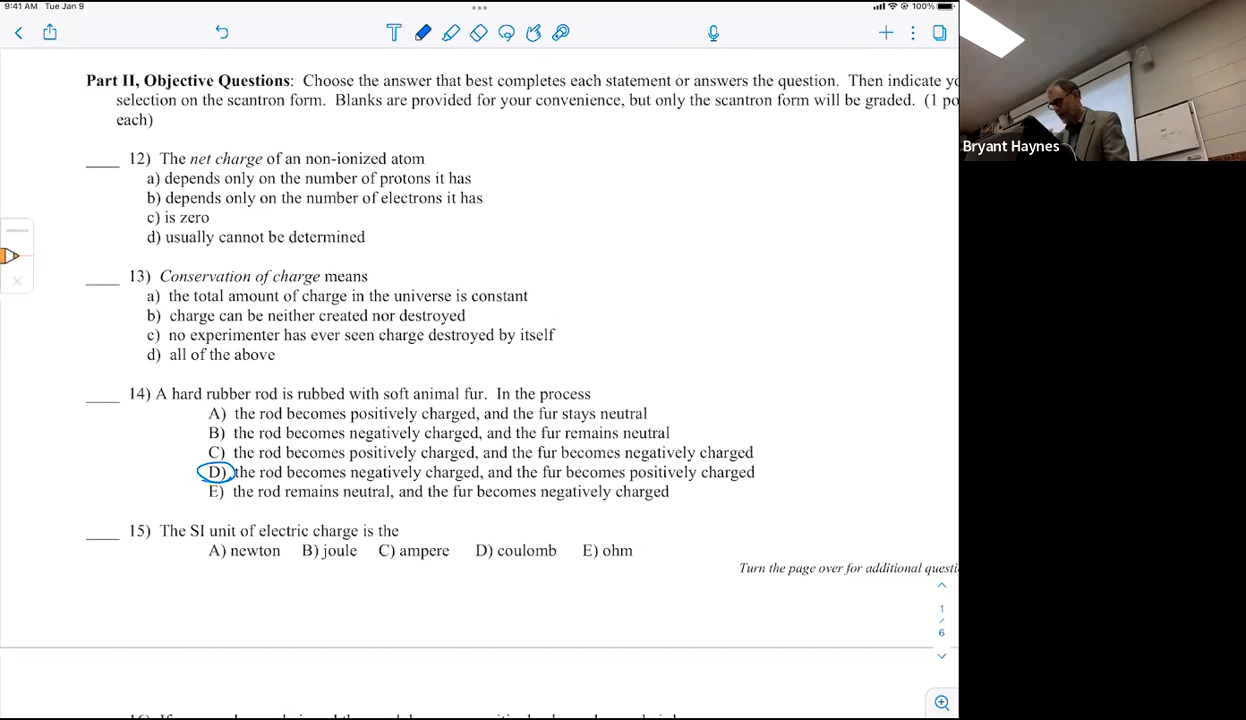 9:41 AM Tue Jan 9
100%
Part II, Objective Questions: Choose the answer that best completes each statement or answers the question. Then indicate yo
selection on the scantron form. Blanks are provided for your convenience, but only the scantron form will be graded. (1 po
each)
Bryant Haynes
____ 12) The net charge of an non-ionized atom
a) depends only on the number of protons it has
b) depends only on the number of electrons it has
c) is zero
d) usually cannot be determined
____ 13) Conservation of charge means
a) the total amount of charge in the universe is constant
b) charge can be neither created nor destroyed
c) no experimenter has ever seen charge destroyed by itself
d) all of the above
____ 14) A hard rubber rod is rubbed with soft animal fur. In the process
A) the rod becomes positively charged, and the fur stays neutral
B) the rod becomes negatively charged, and the fur remains neutral
C) the rod becomes positively charged, and the fur becomes negatively charged
D) the rod becomes negatively charged, and the fur becomes positively charged
E) the rod remains neutral, and the fur becomes negatively charged
____ 15) The SI unit of electric charge is the
A) newton B) joule C) ampere D) coulomb E) ohm
Turn the page over for additional questi
1
/
6